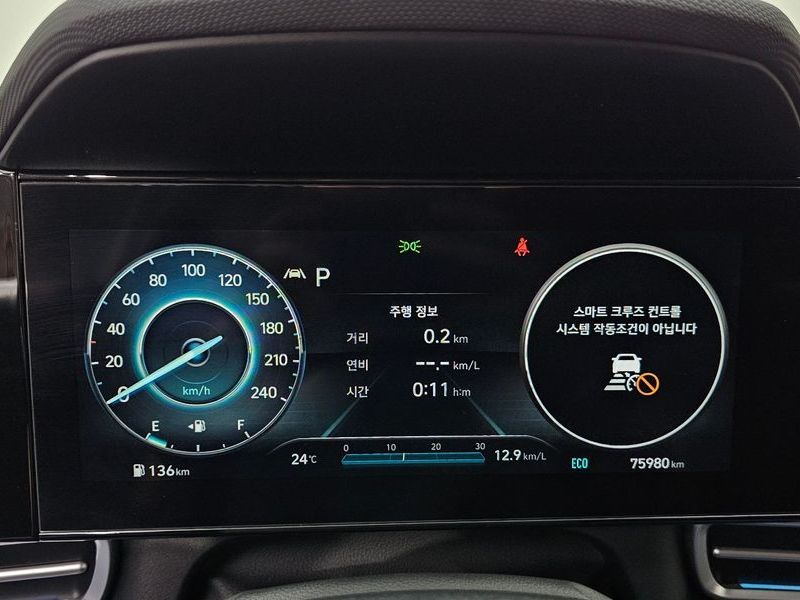 0 20 40 60 80 100 120 150 180 210 240
km/h
E F
136km
P
주행 정보
거리 0.2 km
연비 --.- km/L
시간 0:11 h:m
24℃
0 10 20 30
12.9 km/L
스마트 크루즈 컨트롤
시스템 작동조건이 아닙니다
ECO
75980 km